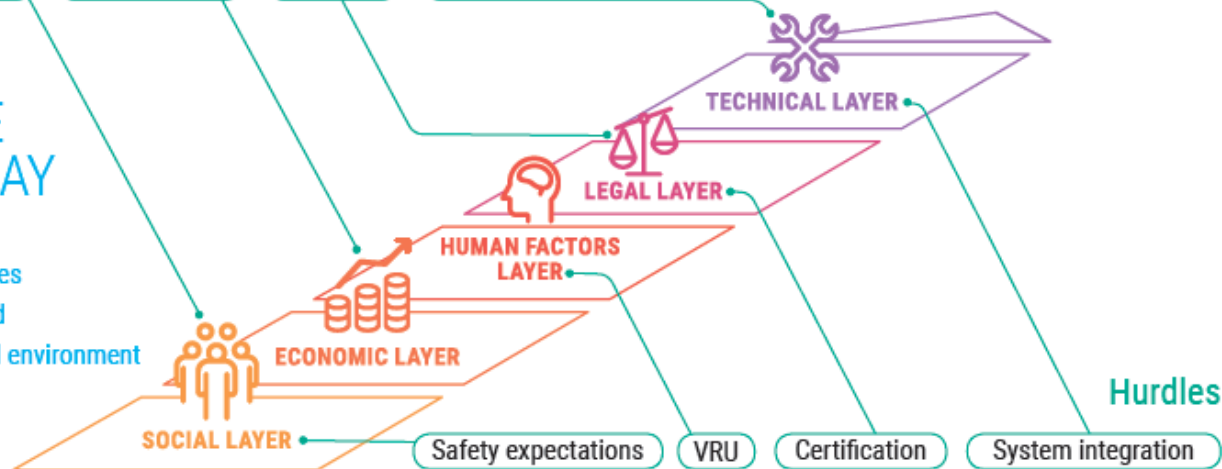 TECHNICAL LAYER
AY
LEGAL LAYER
HUMAN FACTORS
LAYER
es
d
environment
ECONOMIC LAYER
Hurdles
SOCIAL LAYER
Safety expectations
VRU
Certification
System integration